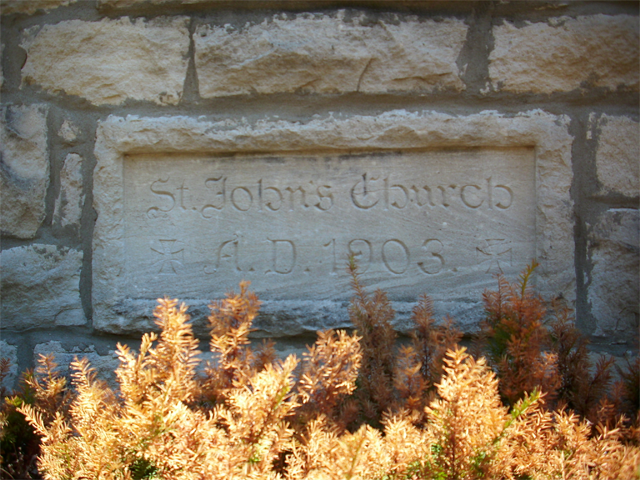 St. John's Church
✠ A.D. 1903. ✠